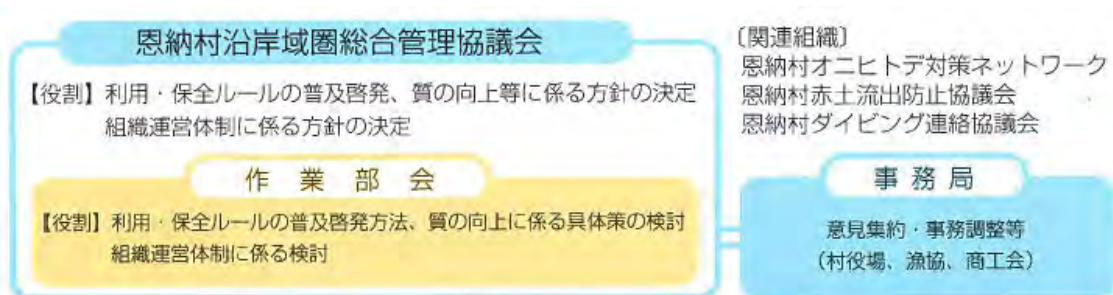 恩納村沿岸域圏総合管理協議会
【役割】利用・保全ルールの普及啓発、質の向上等に係る方針の決定
組織運営体制に係る方針の決定
作業部会
【役割】利用・保全ルールの普及啓発方法、質の向上に係る具体策の検討
組織運営体制に係る検討
〔関連組織〕
恩納村オニヒトデ対策ネットワーク
恩納村赤土流出防止協議会
恩納村ダイビング連絡協議会
事務局
意見集約・事務調整等
（村役場、漁協、商工会）